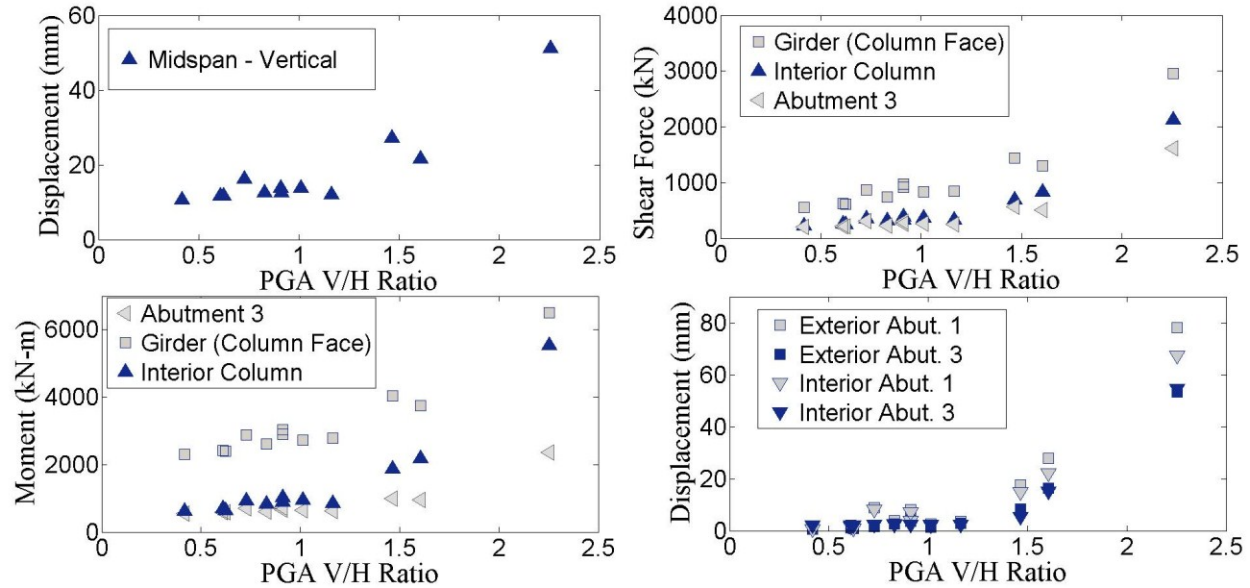 Displacement (mm)
60
40
20
0
0
0.5
1
1.5
2
2.5
PGA V/H Ratio
Midspan - Vertical
Shear Force (kN)
4000
3000
2000
1000
0
0
0.5
1
1.5
2
2.5
PGA V/H Ratio
Girder (Column Face)
Interior Column
Abutment 3
Moment (kN-m)
6000
4000
2000
0
0
0.5
1
1.5
2
2.5
PGA V/H Ratio
Abutment 3
Girder (Column Face)
Interior Column
Displacement (mm)
80
60
40
20
0
0
0.5
1
1.5
2
2.5
PGA V/H Ratio
Exterior Abut. 1
Exterior Abut. 3
Interior Abut. 1
Interior Abut. 3